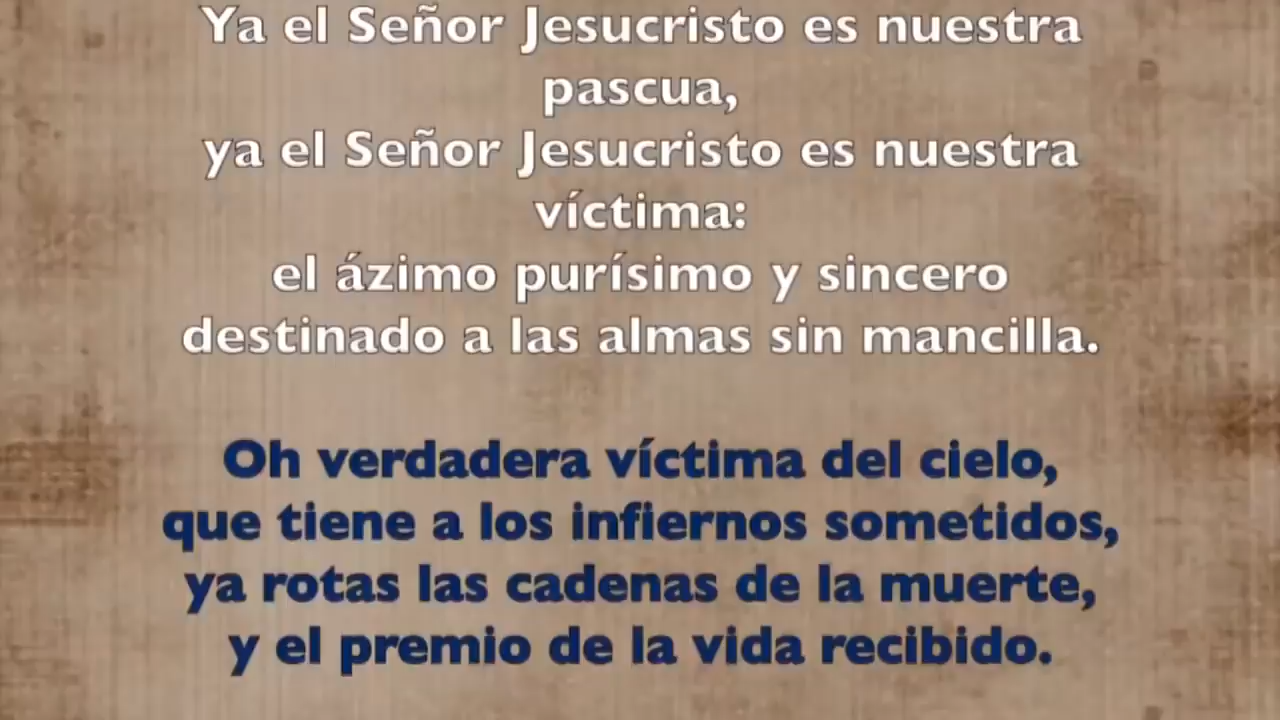 Ya el Señor Jesucristo es nuestra
pascua,
ya el Señor Jesucristo es nuestra
víctima:
el ázimo purísimo y sincero
destinado a las almas sin mancilla.
Oh verdadera víctima del cielo,
que tiene a los infiernos sometidos,
ya rotas las cadenas de la muerte,
y el premio de la vida recibido.